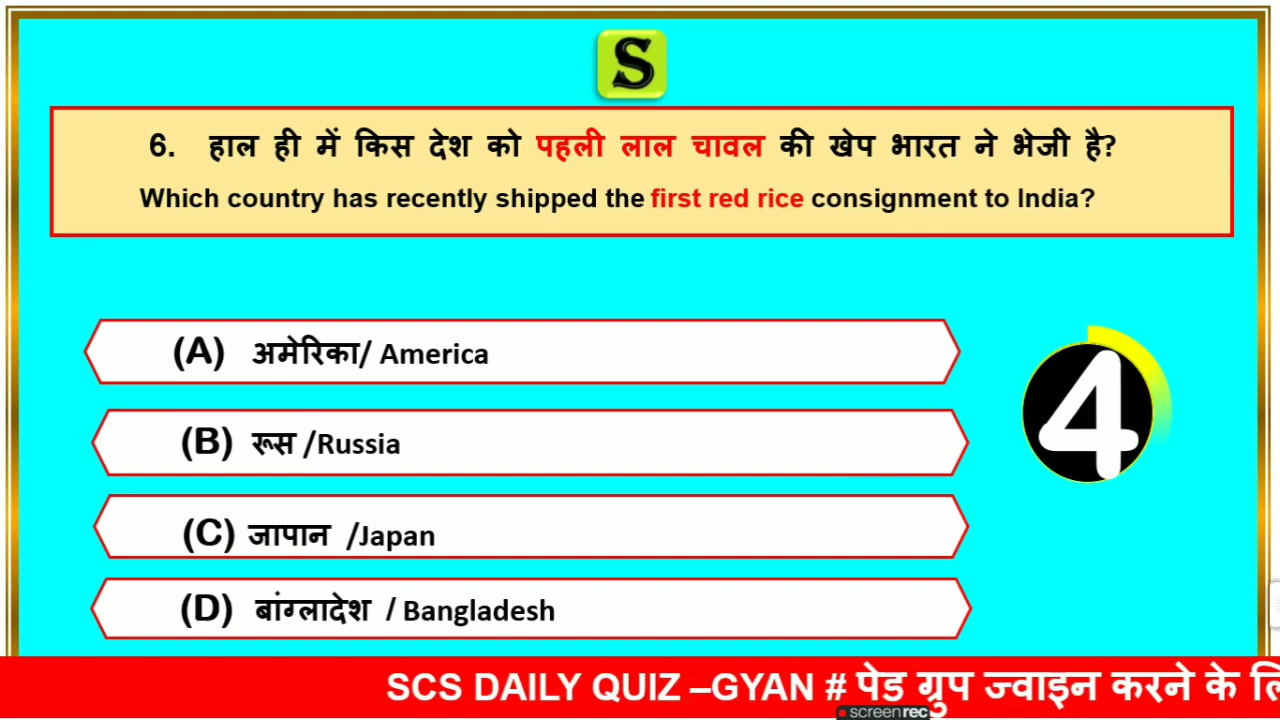 S
6. हाल ही में किस देश को पहली लाल चावल की खेप भारत ने भेजी है?
Which country has recently shipped the first red rice consignment to India?
(A) अमेरिका/ America
4
(B) रूस /Russia
(C) जापान /Japan
(D) बांग्लादेश / Bangladesh
SCS DAILY QUIZ –GYAN # पेड ग्रुप ज्वाइन करने के लि
screenrec